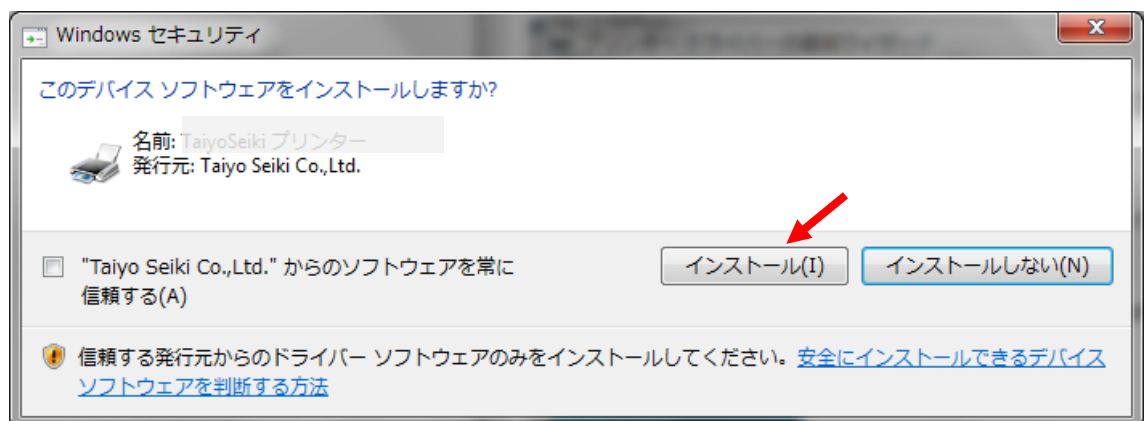 Windows セキュリティ
このデバイス ソフトウェアをインストールしますか?
名前: TaiyoSeiki プリンター
発行元: Taiyo Seiki Co.,Ltd.
"Taiyo Seiki Co.,Ltd." からのソフトウェアを常に
信頼する(A)
インストール(I)
インストールしない(N)
信頼する発行元からのドライバー ソフトウェアのみをインストールしてください。安全にインストールできるデバイス
ソフトウェアを判断する方法